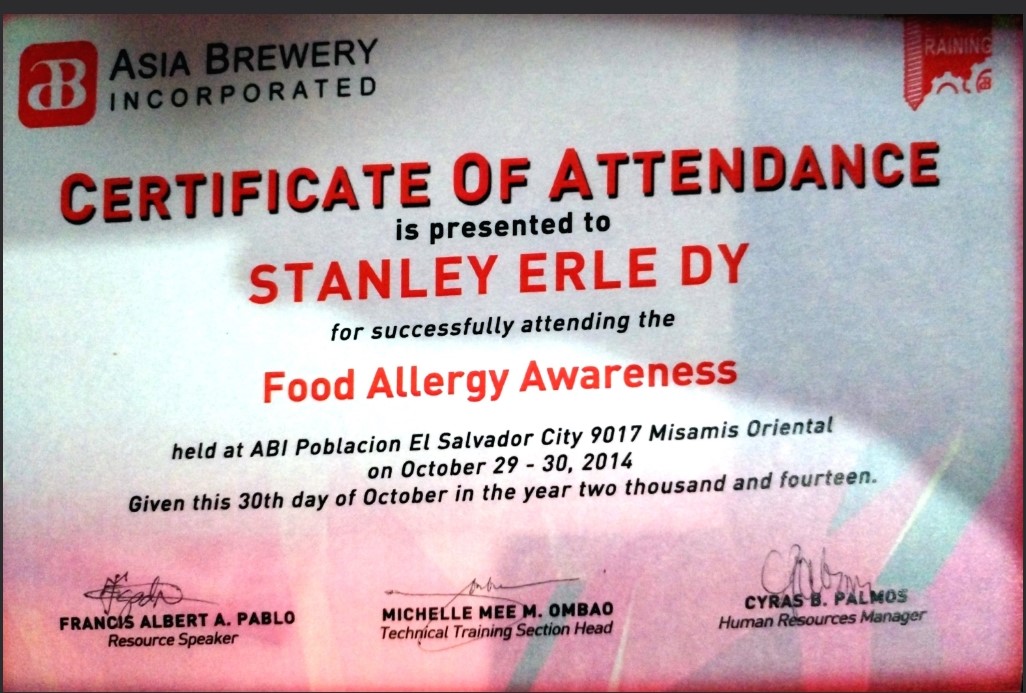 ASIA BREWERY
INCORPORATED
RAINING
CERTIFICATE OF ATTENDANCE
is presented to
STANLEY ERLE DY
for successfully attending the
Food Allergy Awareness
held at ABI Poblacion El Salvador City 9017 Misamis Oriental
on October 29 - 30, 2014
Given this 30th day of October in the year two thousand and fourteen.
FRANCIS ALBERT A. PABLO
Resource Speaker
MICHELLE MEE M. OMBAO
Technical Training Section Head
CYRAS B. PALMOS
Human Resources Manager